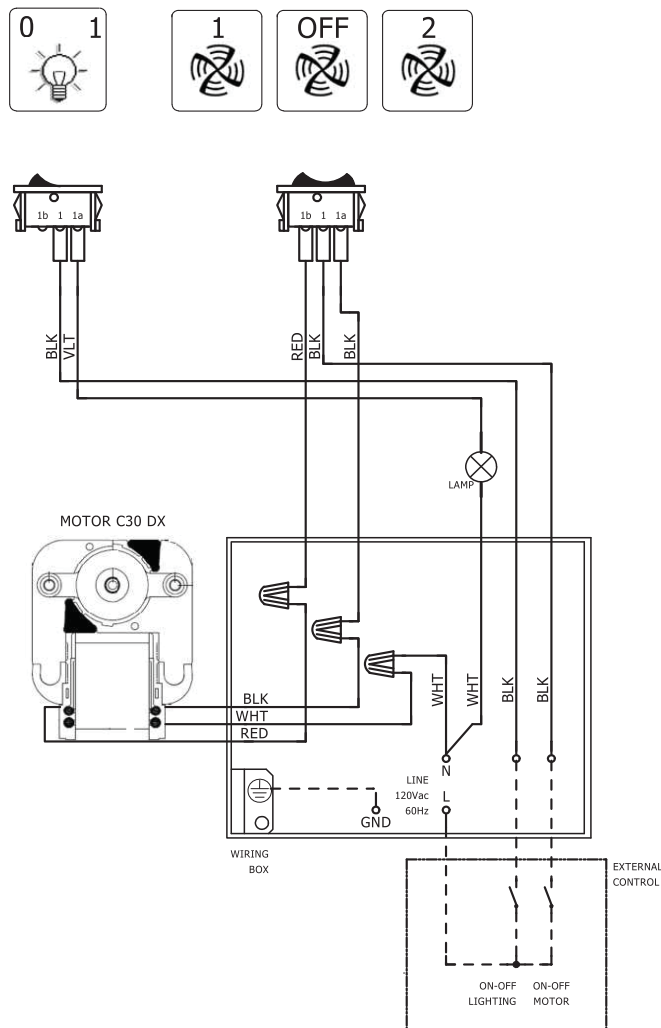 0 1
1
OFF
2
1b 1 1a
1b 1 1a
BLK
VLT
RED
BLK
BLK
LAMP
MOTOR C30 DX
WHT
WHT
BLK
BLK
BLK
WHT
RED
N
LINE
120Vac
60Hz
L
GND
WIRING
BOX
EXTERNAL
CONTROL
ON-OFF
LIGHTING
ON-OFF
MOTOR